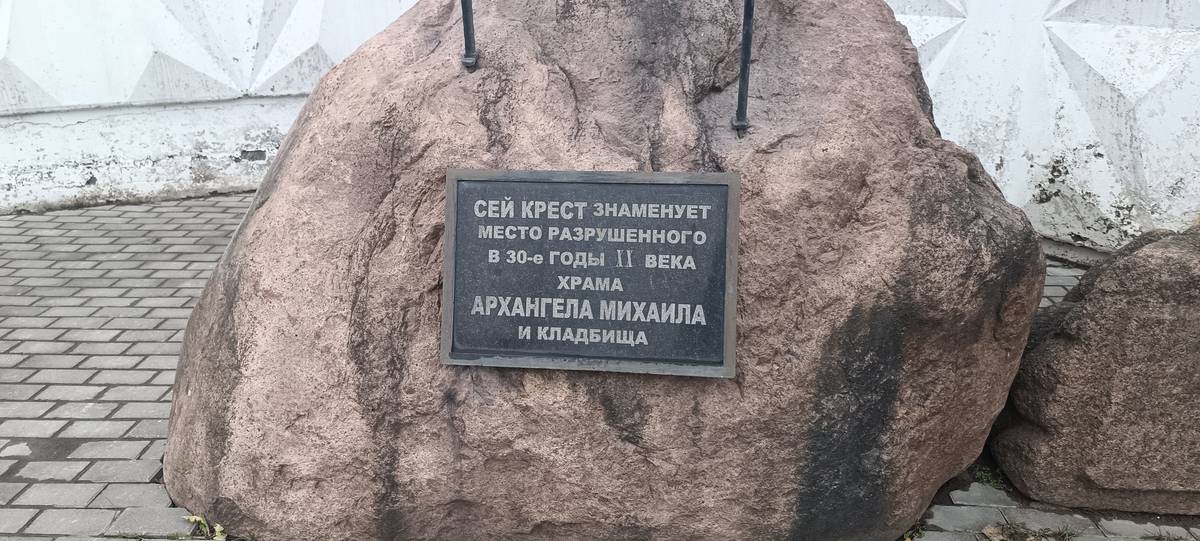 СЕЙ КРЕСТ ЗНАМЕНУЕТ
МЕСТО РАЗРУШЕННОГО
В 30-е ГОДЫ II ВЕКА
ХРАМА
АРХАНГЕЛА МИХАИЛА
И КЛАДБИЩА